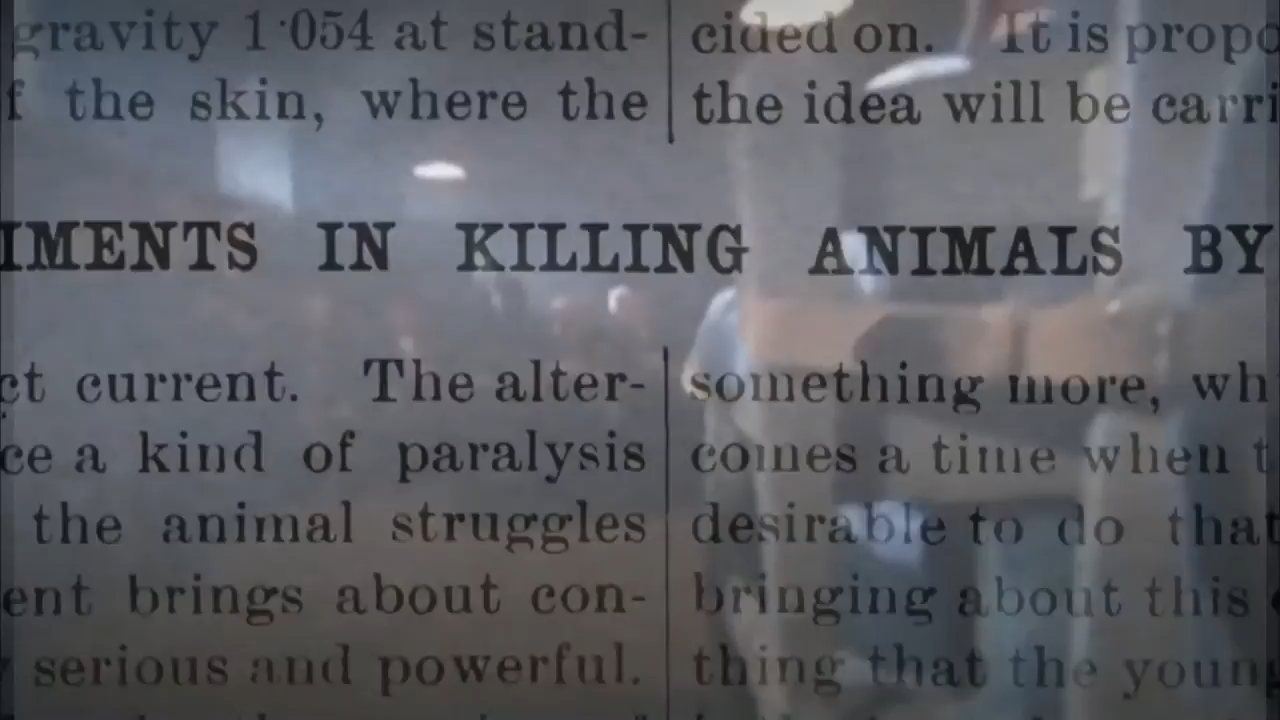 gravity 1·054 at stand-
f the skin, where the
cided on. It is propo
the idea will be carri
IMENTS IN KILLING ANIMALS BY
ct current. The alter-
ce a kind of paralysis
the animal struggles
ent brings about con-
serious and powerful.
something more, wh
comes a time when t
desirable to do that
bringing about this
thing that the young